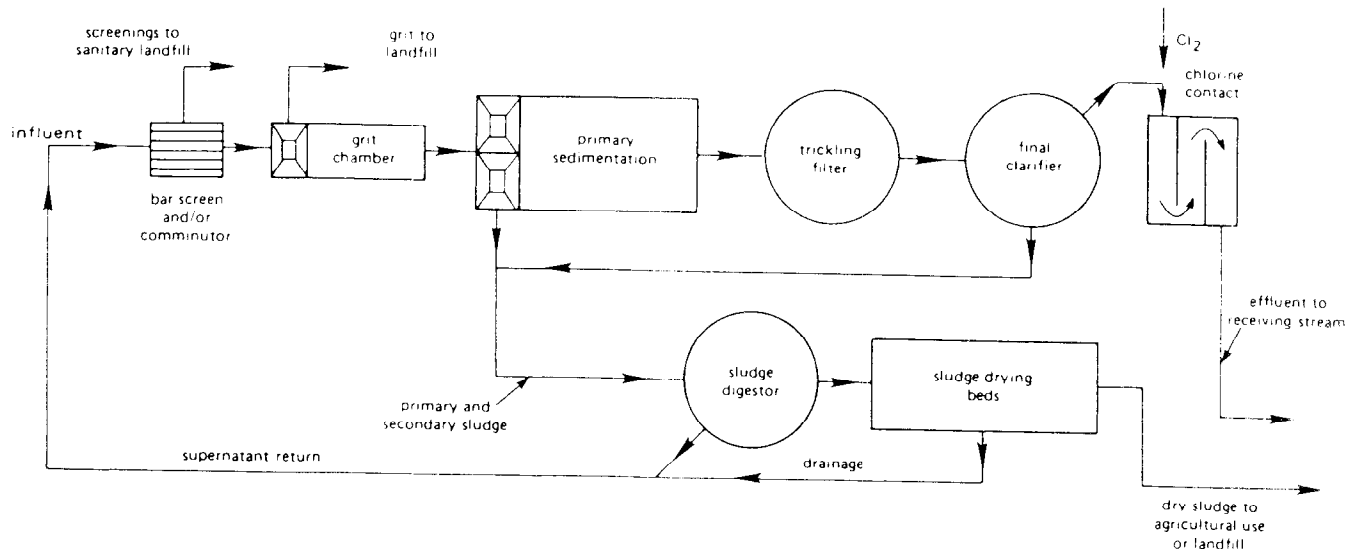 screenings to
sanitary landfill
grit to
landfill
Cl2
chlorine
contact
influent
grit
chamber
primary
sedimentation
trickling
filter
final
clarifier
bar screen
and/or
comminutor
effluent to
receiving stream
sludge
digestor
sludge drying
beds
primary and
secondary sludge
supernatant return
drainage
dry sludge to
agricultural use
or landfill